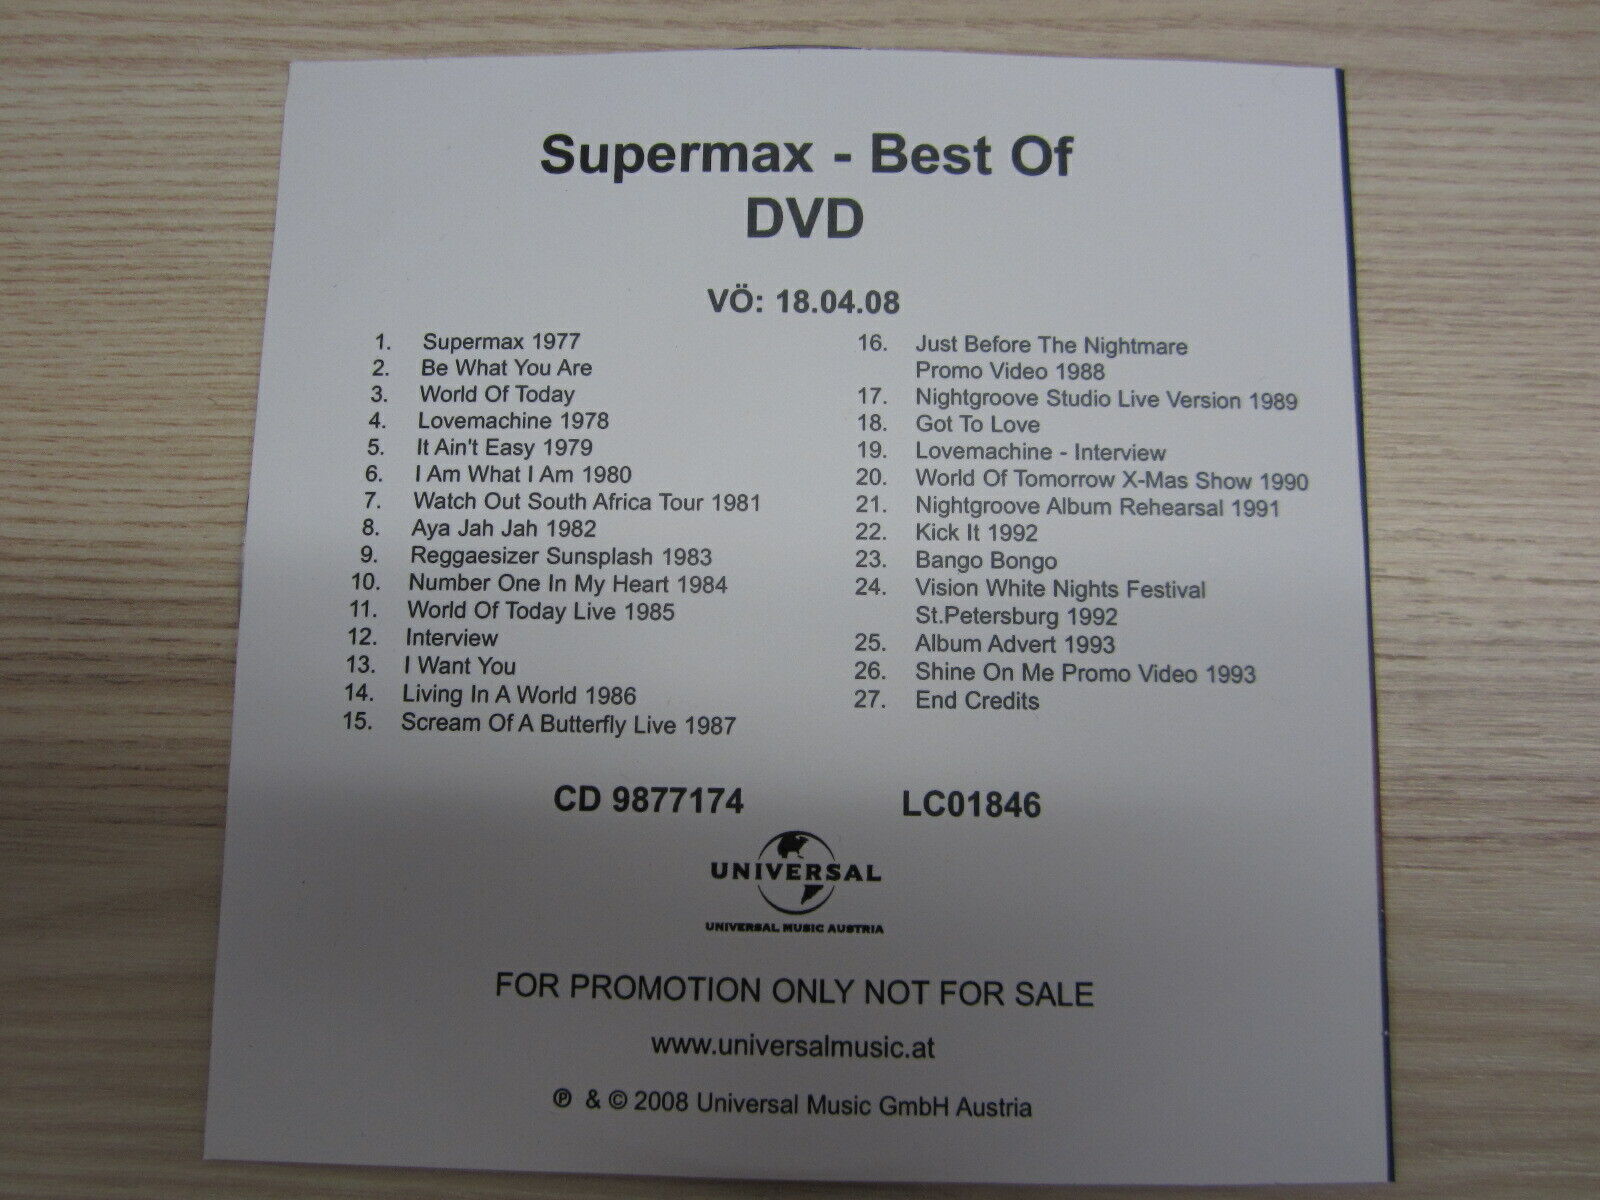 Supermax - Best Of
DVD
VÖ: 18.04.08
1. Supermax 1977
2. Be What You Are
3. World Of Today
4. Lovemachine 1978
5. It Ain't Easy 1979
6. I Am What I Am 1980
7. Watch Out South Africa Tour 1981
8. Aya Jah Jah 1982
9. Reggaesizer Sunsplash 1983
10. Number One In My Heart 1984
11. World Of Today Live 1985
12. Interview
13. I Want You
14. Living In A World 1986
15. Scream Of A Butterfly Live 1987
16. Just Before The Nightmare
Promo Video 1988
17. Nightgroove Studio Live Version 1989
18. Got To Love
19. Lovemachine - Interview
20. World Of Tomorrow X-Mas Show 1990
21. Nightgroove Album Rehearsal 1991
22. Kick It 1992
23. Bango Bongo
24. Vision White Nights Festival
St.Petersburg 1992
25. Album Advert 1993
26. Shine On Me Promo Video 1993
27. End Credits
CD 9877174 LC01846
UNIVERSAL
UNIVERSAL MUSIC AUSTRIA
FOR PROMOTION ONLY NOT FOR SALE
www.universalmusic.at
℗ & © 2008 Universal Music GmbH Austria